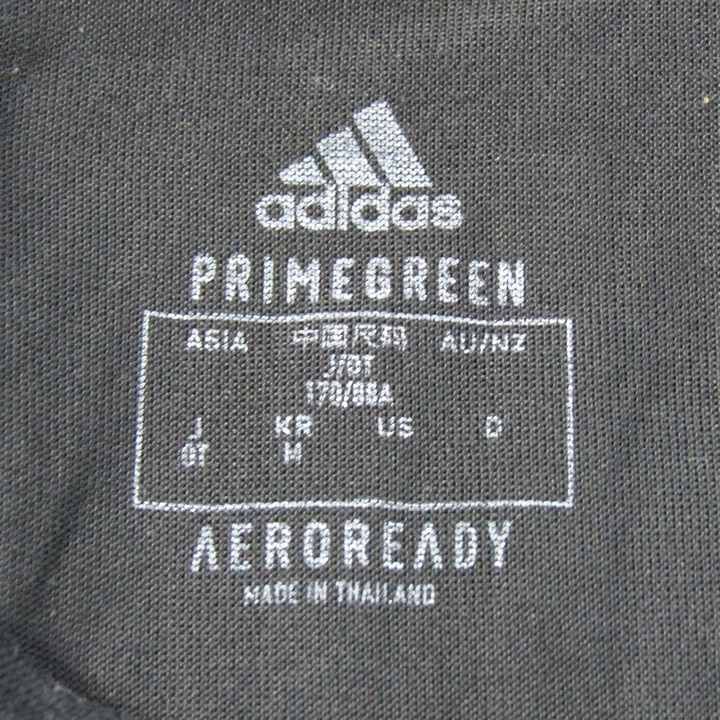 adidas
PRIMEGREEN
ASIA 中国尺码 AU/NZ
J/OT
170/88A
J KR US D
OT M
AEROREADY
MADE IN THAILAND